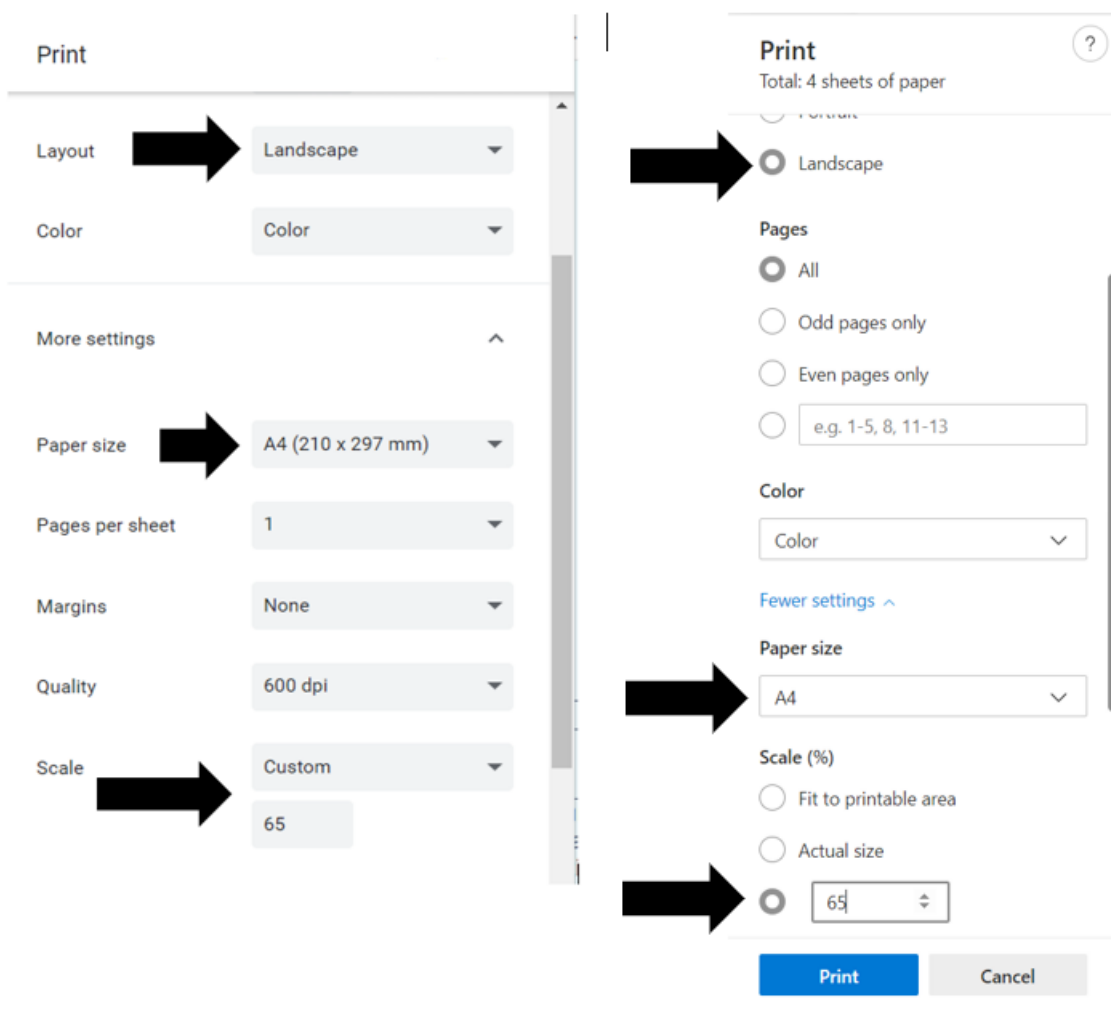 Print
Layout
Landscape
Color
Color
More settings
Paper size
A4 (210 x 297 mm)
Pages per sheet
1
Margins
None
Quality
600 dpi
Scale
Custom
65
?
Print
Total: 4 sheets of paper
Portrait
Landscape
Pages
All
Odd pages only
Even pages only
e.g. 1-5, 8, 11-13
Color
Color
Fewer settings
Paper size
A4
Scale (%)
Fit to printable area
Actual size
65
Print
Cancel